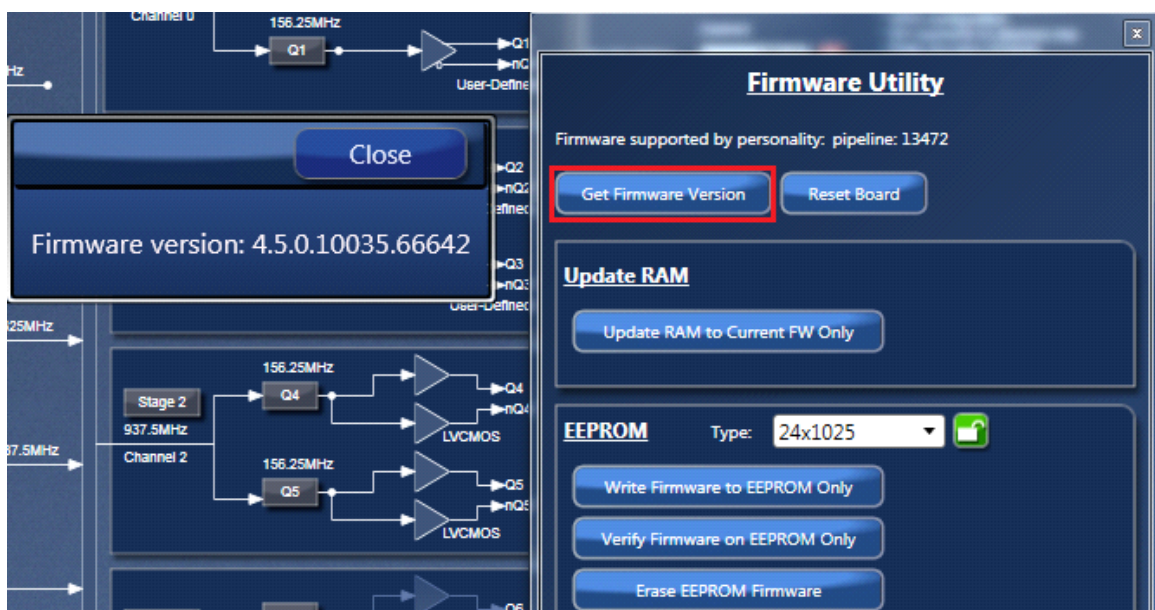 Channel 0
156.25MHz
Q1
Q1
User-Define
Hz
Close
Firmware version: 4.5.0.10035.66642
Q2
nQ2
efined
Q3
nQ3
User-Defined
25MHz
156.25MHz
Q4
Q4
nQ4
LVCMOS
Stage 2
937.5MHz
Channel 2
37.5MHz
156.25MHz
Q5
Q5
nQ5
LVCMOS
Q6
x
Firmware Utility
Firmware supported by personality: pipeline: 13472
Get Firmware Version
Reset Board
Update RAM
Update RAM to Current FW Only
EEPROM
Type:
24x1025
Write Firmware to EEPROM Only
Verify Firmware on EEPROM Only
Erase EEPROM Firmware